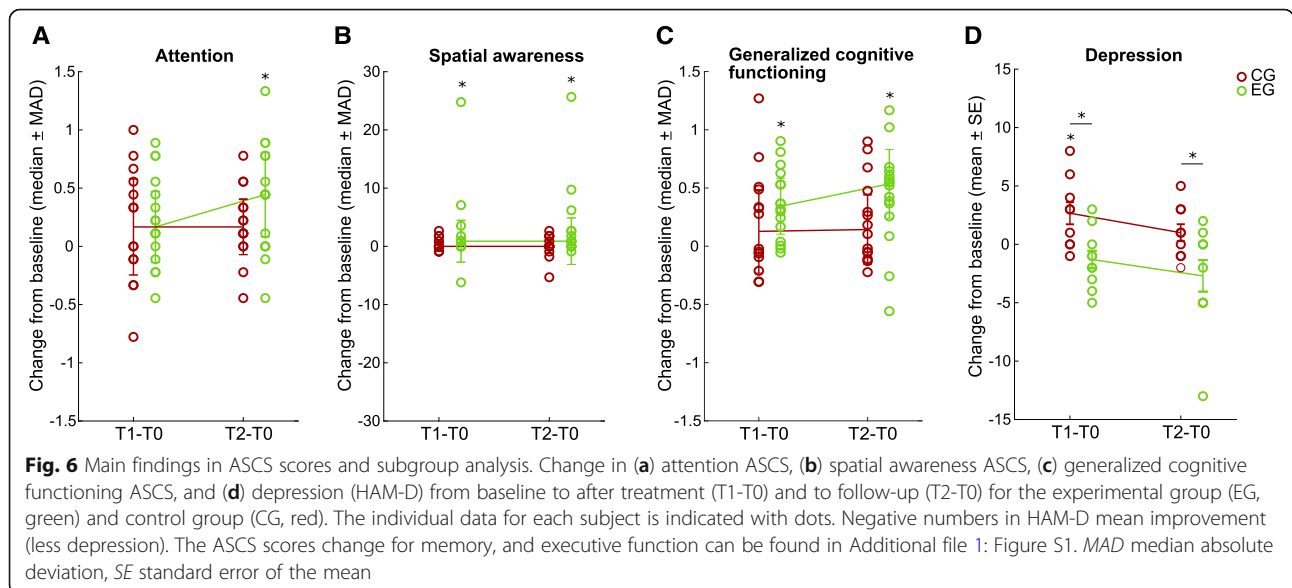 A
Attention
Change from baseline (median ± MAD)
1.5
1
0.5
0
-0.5
-1
-1.5
*
T1-T0
T2-T0
B
Spatial awareness
Change from baseline (median ± MAD)
30
20
10
0
-10
-20
-30
*
*
T1-T0
T2-T0
C
Generalized cognitive
functioning
Change from baseline (median ± MAD)
1.5
1
0.5
0
-0.5
-1
-1.5
*
*
T1-T0
T2-T0
D
Depression
Change from baseline (mean ± SE)
15
10
5
0
-5
-10
-15
*
*
*
T1-T0
T2-T0
CG
EG
Fig. 6 Main findings in ASCS scores and subgroup analysis. Change in (a) attention ASCS, (b) spatial awareness ASCS, (c) generalized cognitive
functioning ASCS, and (d) depression (HAM-D) from baseline to after treatment (T1-T0) and to follow-up (T2-T0) for the experimental group (EG,
green) and control group (CG, red). The individual data for each subject is indicated with dots. Negative numbers in HAM-D mean improvement
(less depression). The ASCS scores change for memory, and executive function can be found in Additional file 1: Figure S1. MAD median absolute
deviation, SE standard error of the mean